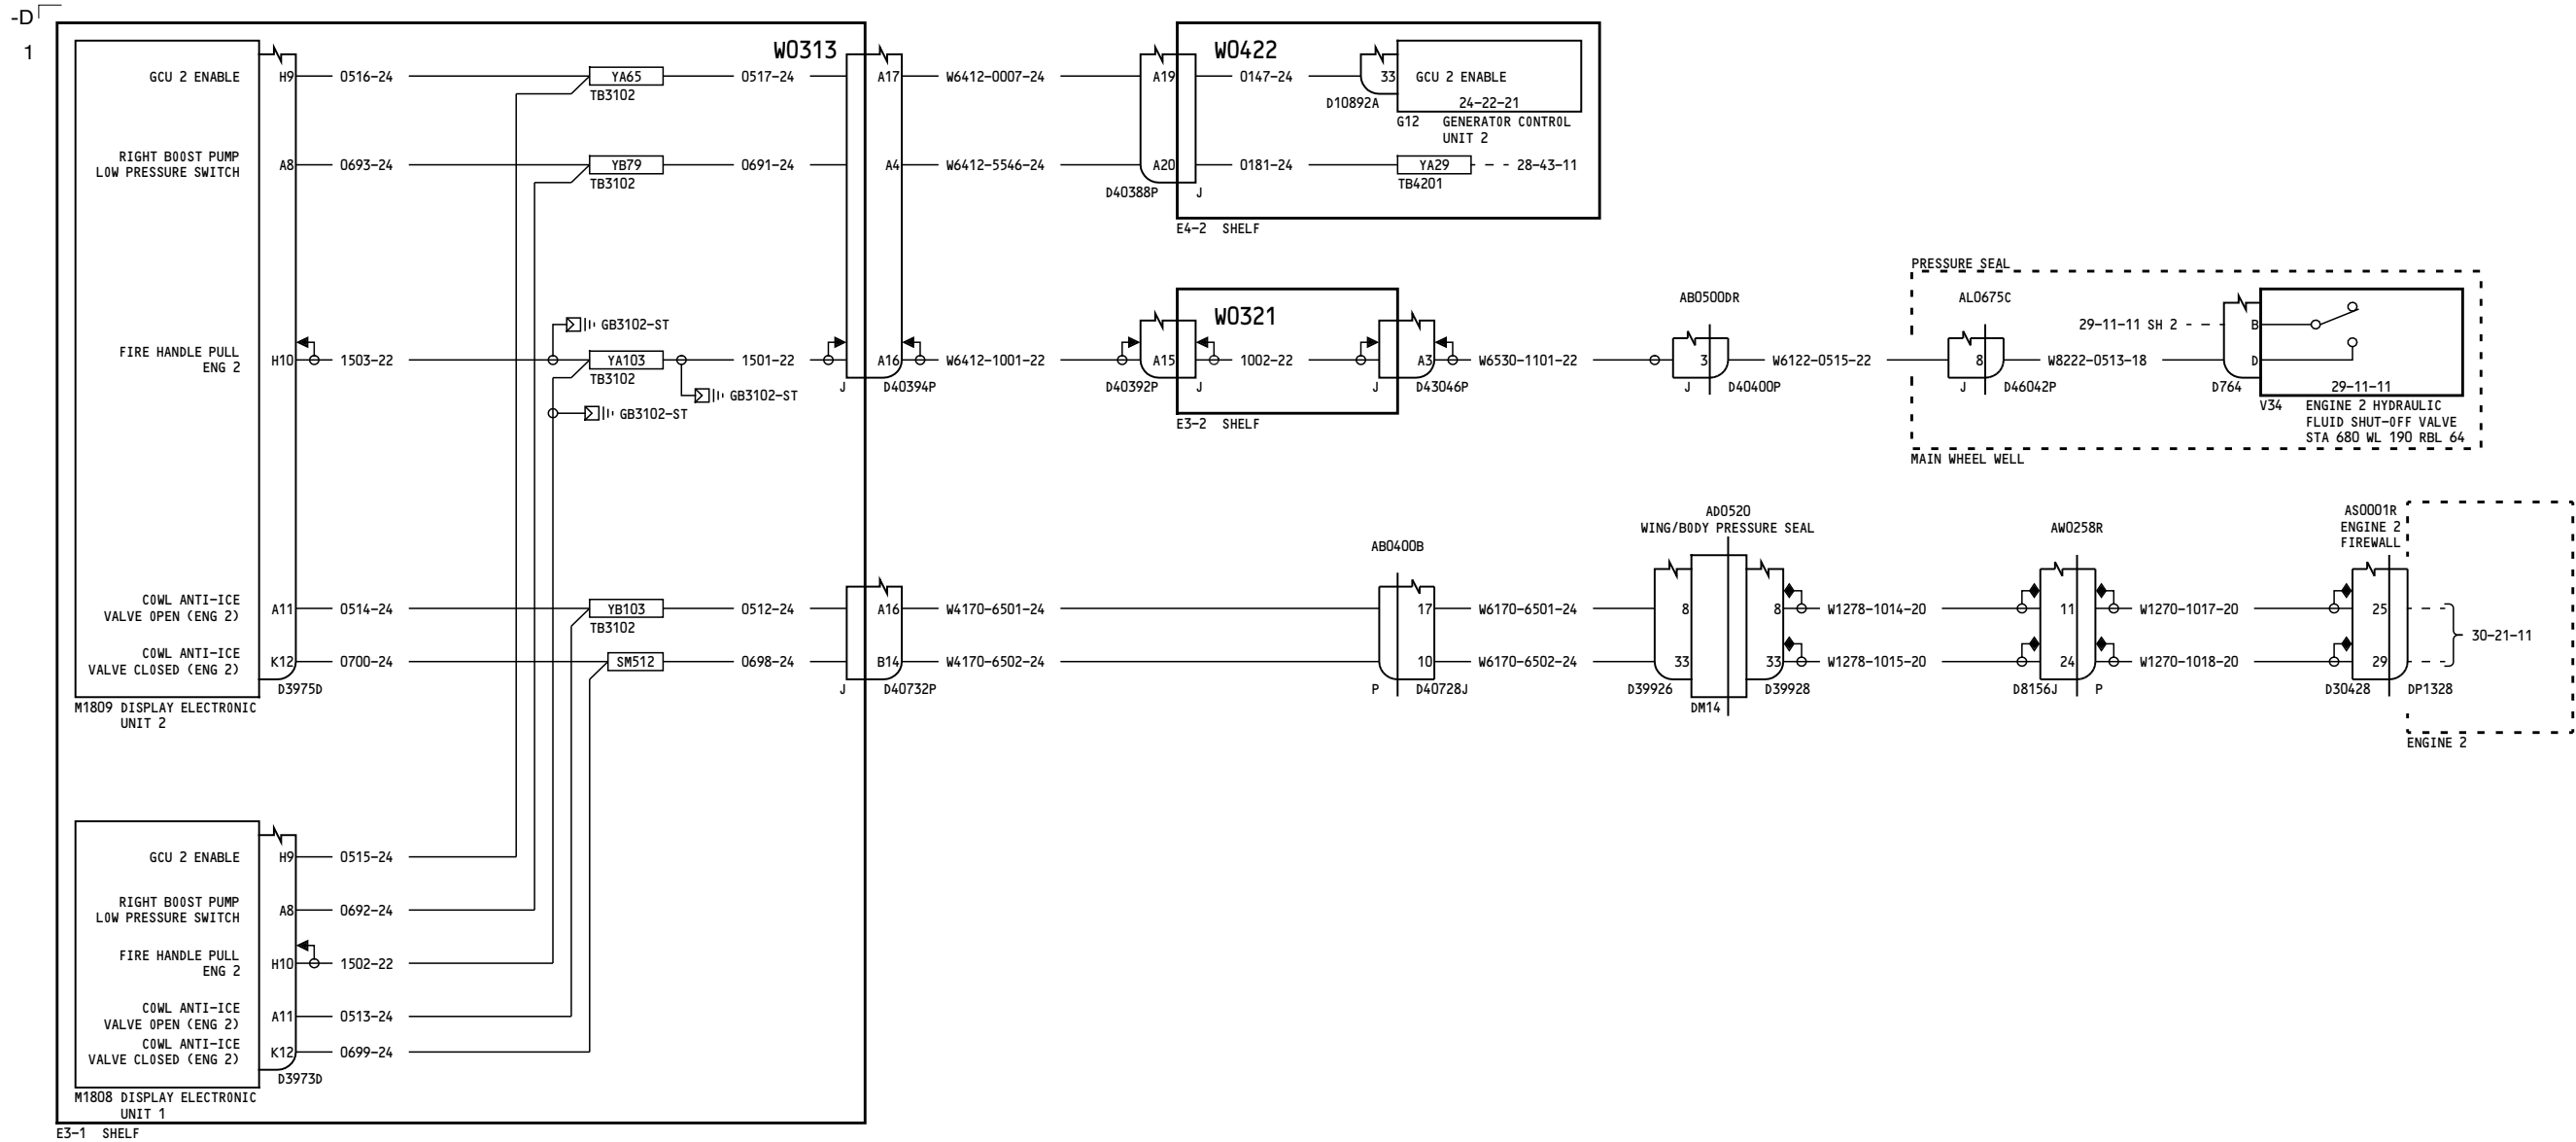 -D
1
W0313
GCU 2 ENABLE H9 0516-24 YA65 0517-24 A17 W6412-0007-24 A19 0147-24 33 GCU 2 ENABLE
TB3102
W0422
D10892A
24-22-21
G12 GENERATOR CONTROL
UNIT 2
RIGHT BOOST PUMP
LOW PRESSURE SWITCH
A8 0693-24 YB79 0691-24 A4 W6412-5546-24 A20 0181-24 YA29 28-43-11
TB3102
D40388P J
TB4201
E4-2 SHELF
PRESSURE SEAL
GB3102-ST
W0321
AB0500DR
AL0675C
29-11-11 SH 2 B
FIRE HANDLE PULL
ENG 2
H10 1503-22 YA103 1501-22 A16 W6412-1001-22 A15 1002-22 A3 W6530-1101-22 3 W6122-0515-22 8 W8222-0513-18 D
TB3102
GB3102-ST
GB3102-ST
J D40394P
D40392P J
J D43046P
J D40400P
J D46042P
D764
29-11-11
V34 ENGINE 2 HYDRAULIC
FLUID SHUT-OFF VALVE
STA 680 WL 190 RBL 64
E3-2 SHELF
MAIN WHEEL WELL
AB0400B
AD0520
WING/BODY PRESSURE SEAL
AW0258R
AS0001R
ENGINE 2
FIREWALL
COWL ANTI-ICE
VALVE OPEN (ENG 2)
A11 0514-24 YB103 0512-24 A16 W4170-6501-24 17 W6170-6501-24 8 8 W1278-1014-20 11 W1270-1017-20 25
TB3102
30-21-11
COWL ANTI-ICE
VALVE CLOSED (ENG 2)
K12 0700-24 SM512 0698-24 B14 W4170-6502-24 10 W6170-6502-24 33 33 W1278-1015-20 24 W1270-1018-20 29
D3975D
J D40732P
P D40728J
D39926 D39928
DM14
D8156J P
D30428 DP1328
M1809 DISPLAY ELECTRONIC
UNIT 2
ENGINE 2
GCU 2 ENABLE H9 0515-24
RIGHT BOOST PUMP
LOW PRESSURE SWITCH
A8 0692-24
FIRE HANDLE PULL
ENG 2
H10 1502-22
COWL ANTI-ICE
VALVE OPEN (ENG 2)
A11 0513-24
COWL ANTI-ICE
VALVE CLOSED (ENG 2)
K12 0699-24
D3973D
M1808 DISPLAY ELECTRONIC
UNIT 1
E3-1 SHELF